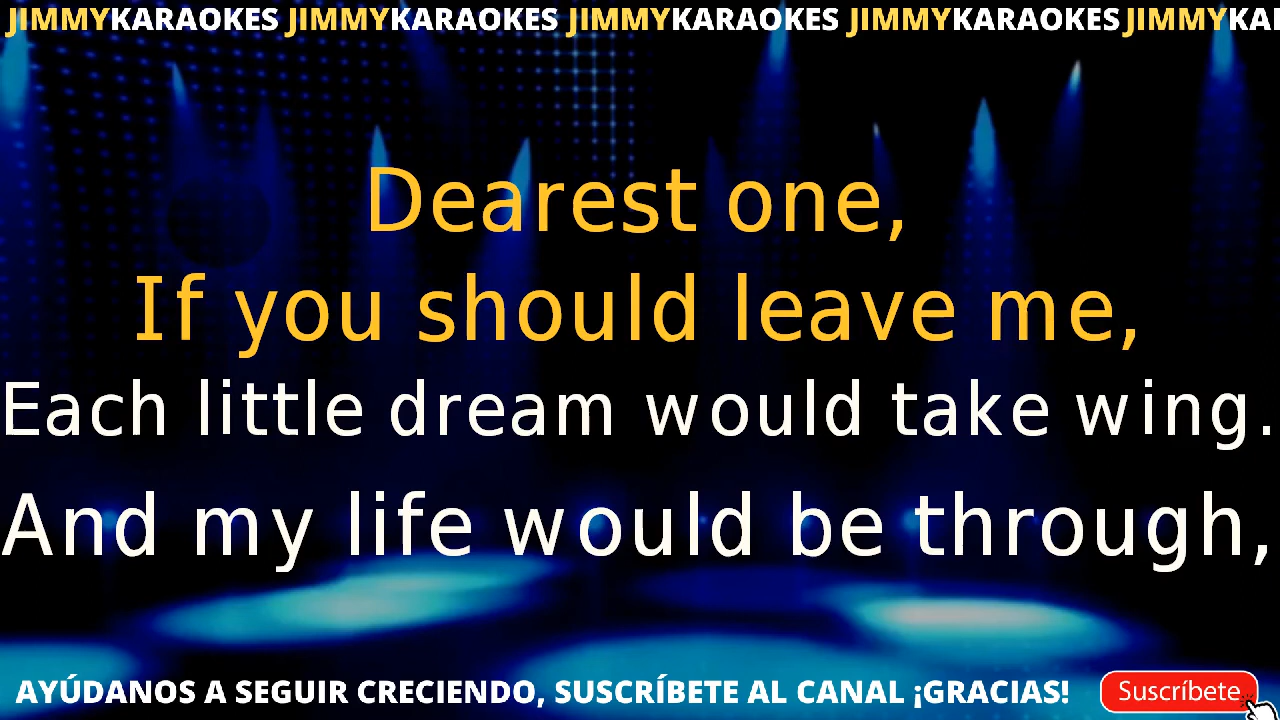 JIMMYKARAOKES JIMMYKARAOKES JIMMYKARAOKES JIMMYKARAOKES JIMMYKA
Dearest one,
If you should leave me,
Each little dream would take wing.
And my life would be through,
AYÚDANOS A SEGUIR CRECIENDO, SUSCRÍBETE AL CANAL ¡GRACIAS!
Suscríbete